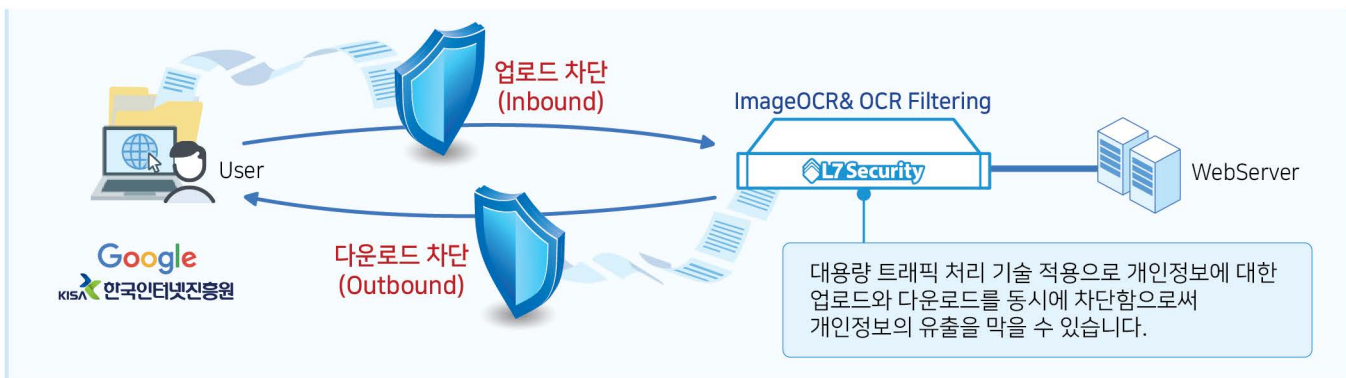 업로드 차단
(Inbound)
ImageOCR& OCR Filtering
User
L7 Security
WebServer
다운로드 차단
(Outbound)
Google
KISA 한국인터넷진흥원
대용량 트래픽 처리 기술 적용으로 개인정보에 대한
업로드와 다운로드를 동시에 차단함으로써
개인정보의 유출을 막을 수 있습니다.